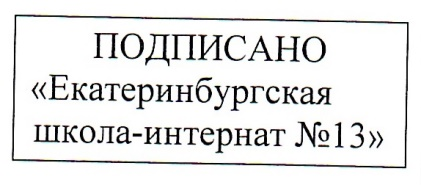 ПОДПИСАНО
«Екатеринбургская
школа-интернат №13»